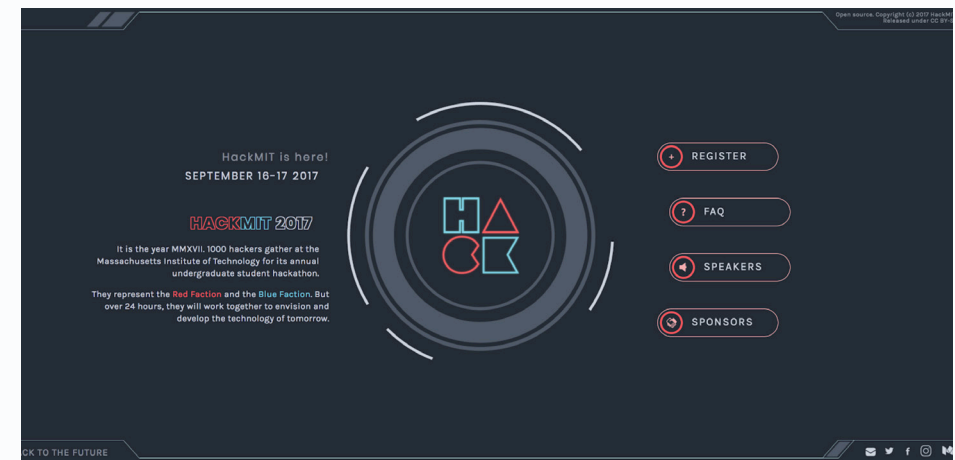 Open source. Copyright (c) 2017 HackMI
Released under CC BY-
HackMIT is here!
SEPTEMBER 16-17 2017
HACKMIT 2017
It is the year MMXVII. 1000 hackers gather at the
Massachusetts Institute of Technology for its annual
undergraduate student hackathon.
They represent the Red Faction and the Blue Faction. But
over 24 hours, they will work together to envision and
develop the technology of tomorrow.
HACK
+ REGISTER
? FAQ
SPEAKERS
SPONSORS
CK TO THE FUTURE